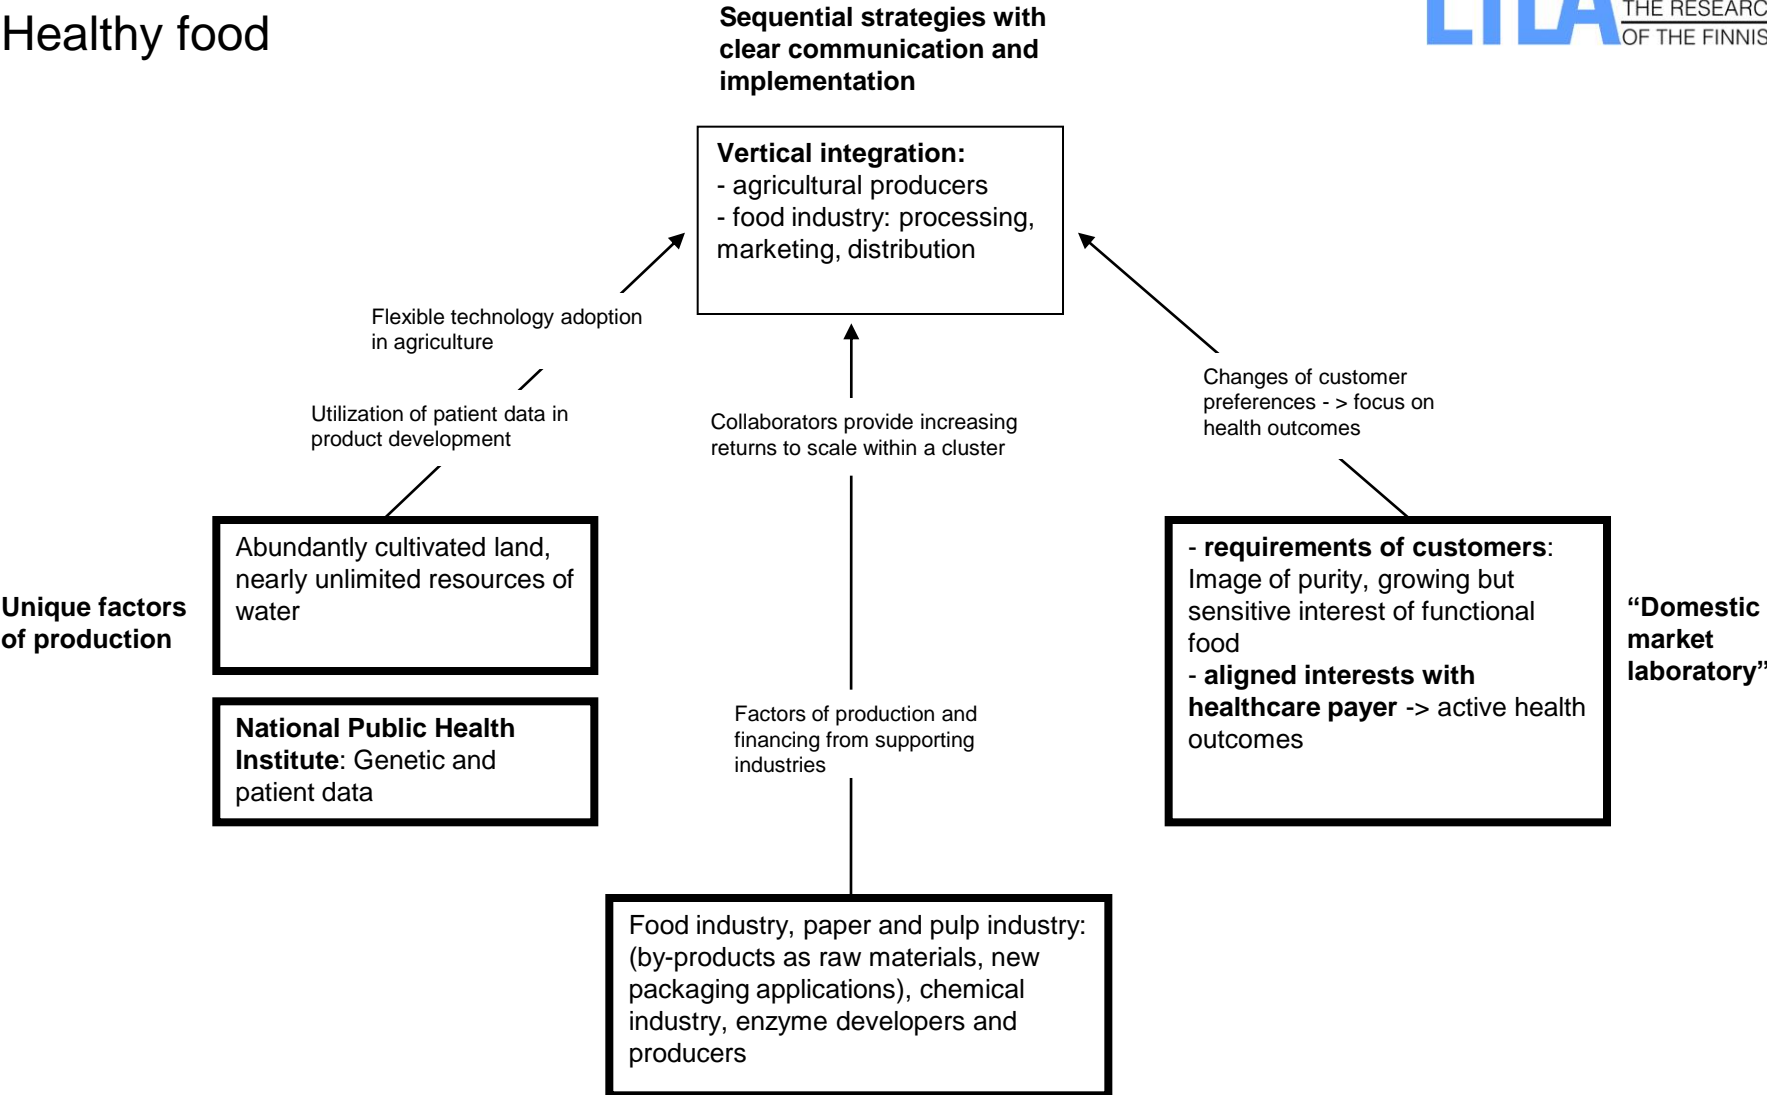 Healthy food
Sequential strategies with
clear communication and
implementation
THE RESEARC
OF THE FINNIS
Vertical integration:
- agricultural producers
- food industry: processing,
marketing, distribution
Flexible technology adoption
in agriculture
Utilization of patient data in
product development
Collaborators provide increasing
returns to scale within a cluster
Changes of customer
preferences - > focus on
health outcomes
Unique factors
of production
Abundantly cultivated land,
nearly unlimited resources of
water
National Public Health
Institute: Genetic and
patient data
Factors of production and
financing from supporting
industries
- requirements of customers:
Image of purity, growing but
sensitive interest of functional
food
- aligned interests with
healthcare payer -> active health
outcomes
“Domestic
market
laboratory”
Food industry, paper and pulp industry:
(by-products as raw materials, new
packaging applications), chemical
industry, enzyme developers and
producers